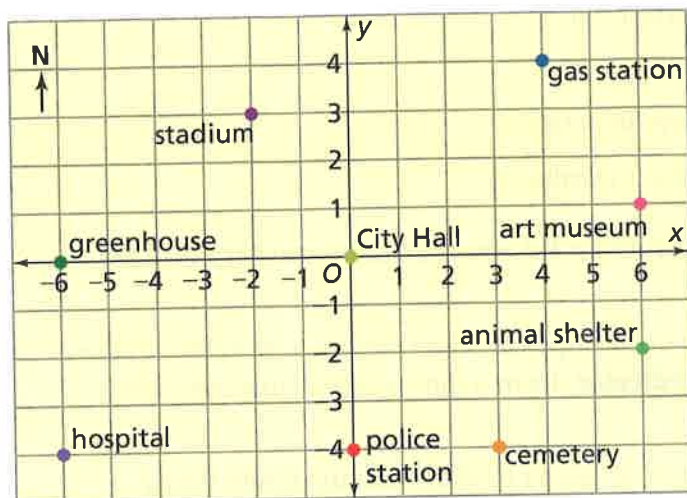 y
N
4
gas station
3
stadium
2
1
greenhouse
City Hall
art museum
x
O
-6 -5 -4 -3 -2 -1 1 2 3 4 5 6
-1
animal shelter
-2
-3
hospital
-4
police
station
cemetery